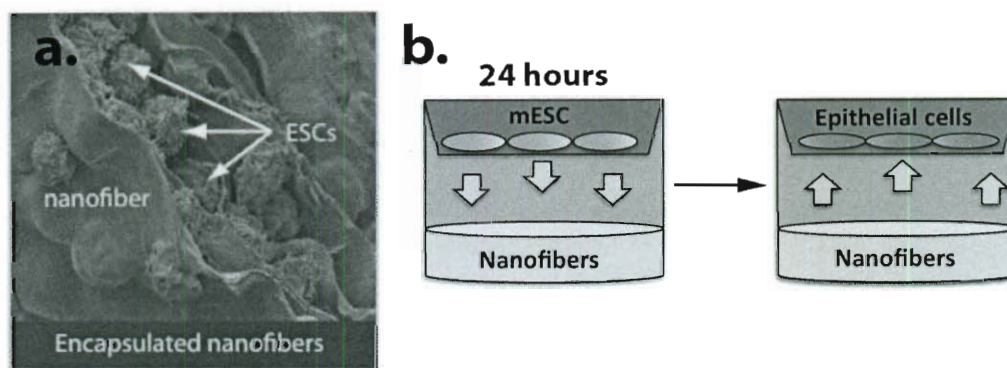 a.
ESCs
nanofiber
Encapsulated nanofibers
b.
24 hours
mESC
Nanofibers
Epithelial cells
Nanofibers